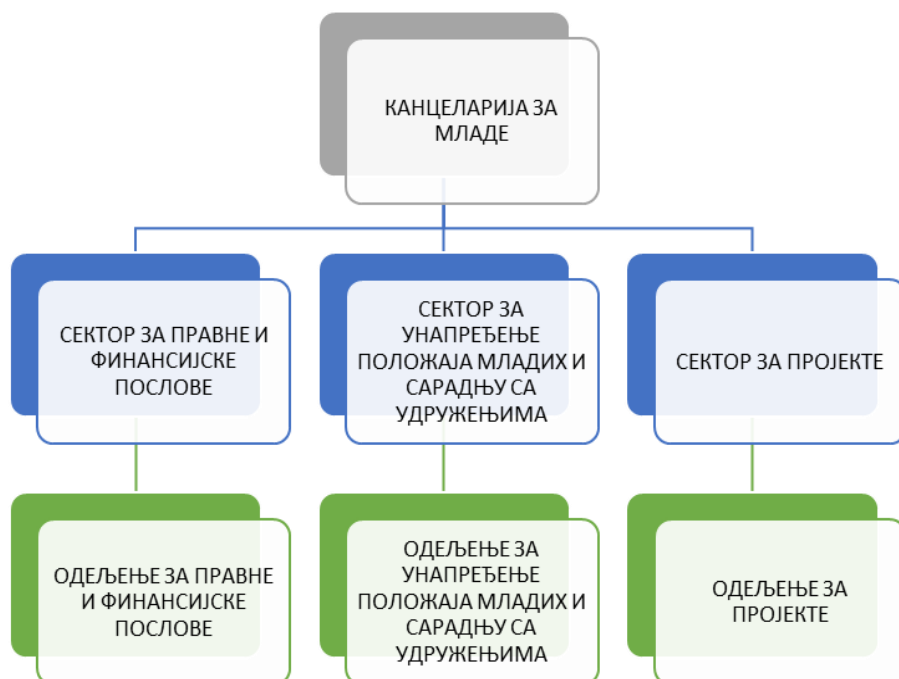 КАНЦЕЛАРИЈА ЗА
МЛАДЕ
СЕКТОР ЗА ПРАВНЕ И
ФИНАНСИЈСКЕ
ПОСЛОВЕ
СЕКТОР ЗА
УНАПРЕЂЕЊЕ
ПОЛОЖАЈА МЛАДИХ И
САРАДЊУ СА
УДРУЖЕЊИМА
СЕКТОР ЗА ПРОЈЕКТЕ
ОДЕЉЕЊЕ ЗА ПРАВНЕ
И ФИНАНСИЈСКЕ
ПОСЛОВЕ
ОДЕЉЕЊЕ ЗА
УНАПРЕЂЕЊЕ
ПОЛОЖАЈА МЛАДИХ И
САРАДЊУ СА
УДРУЖЕЊИМА
ОДЕЉЕЊЕ ЗА
ПРОЈЕКТЕ